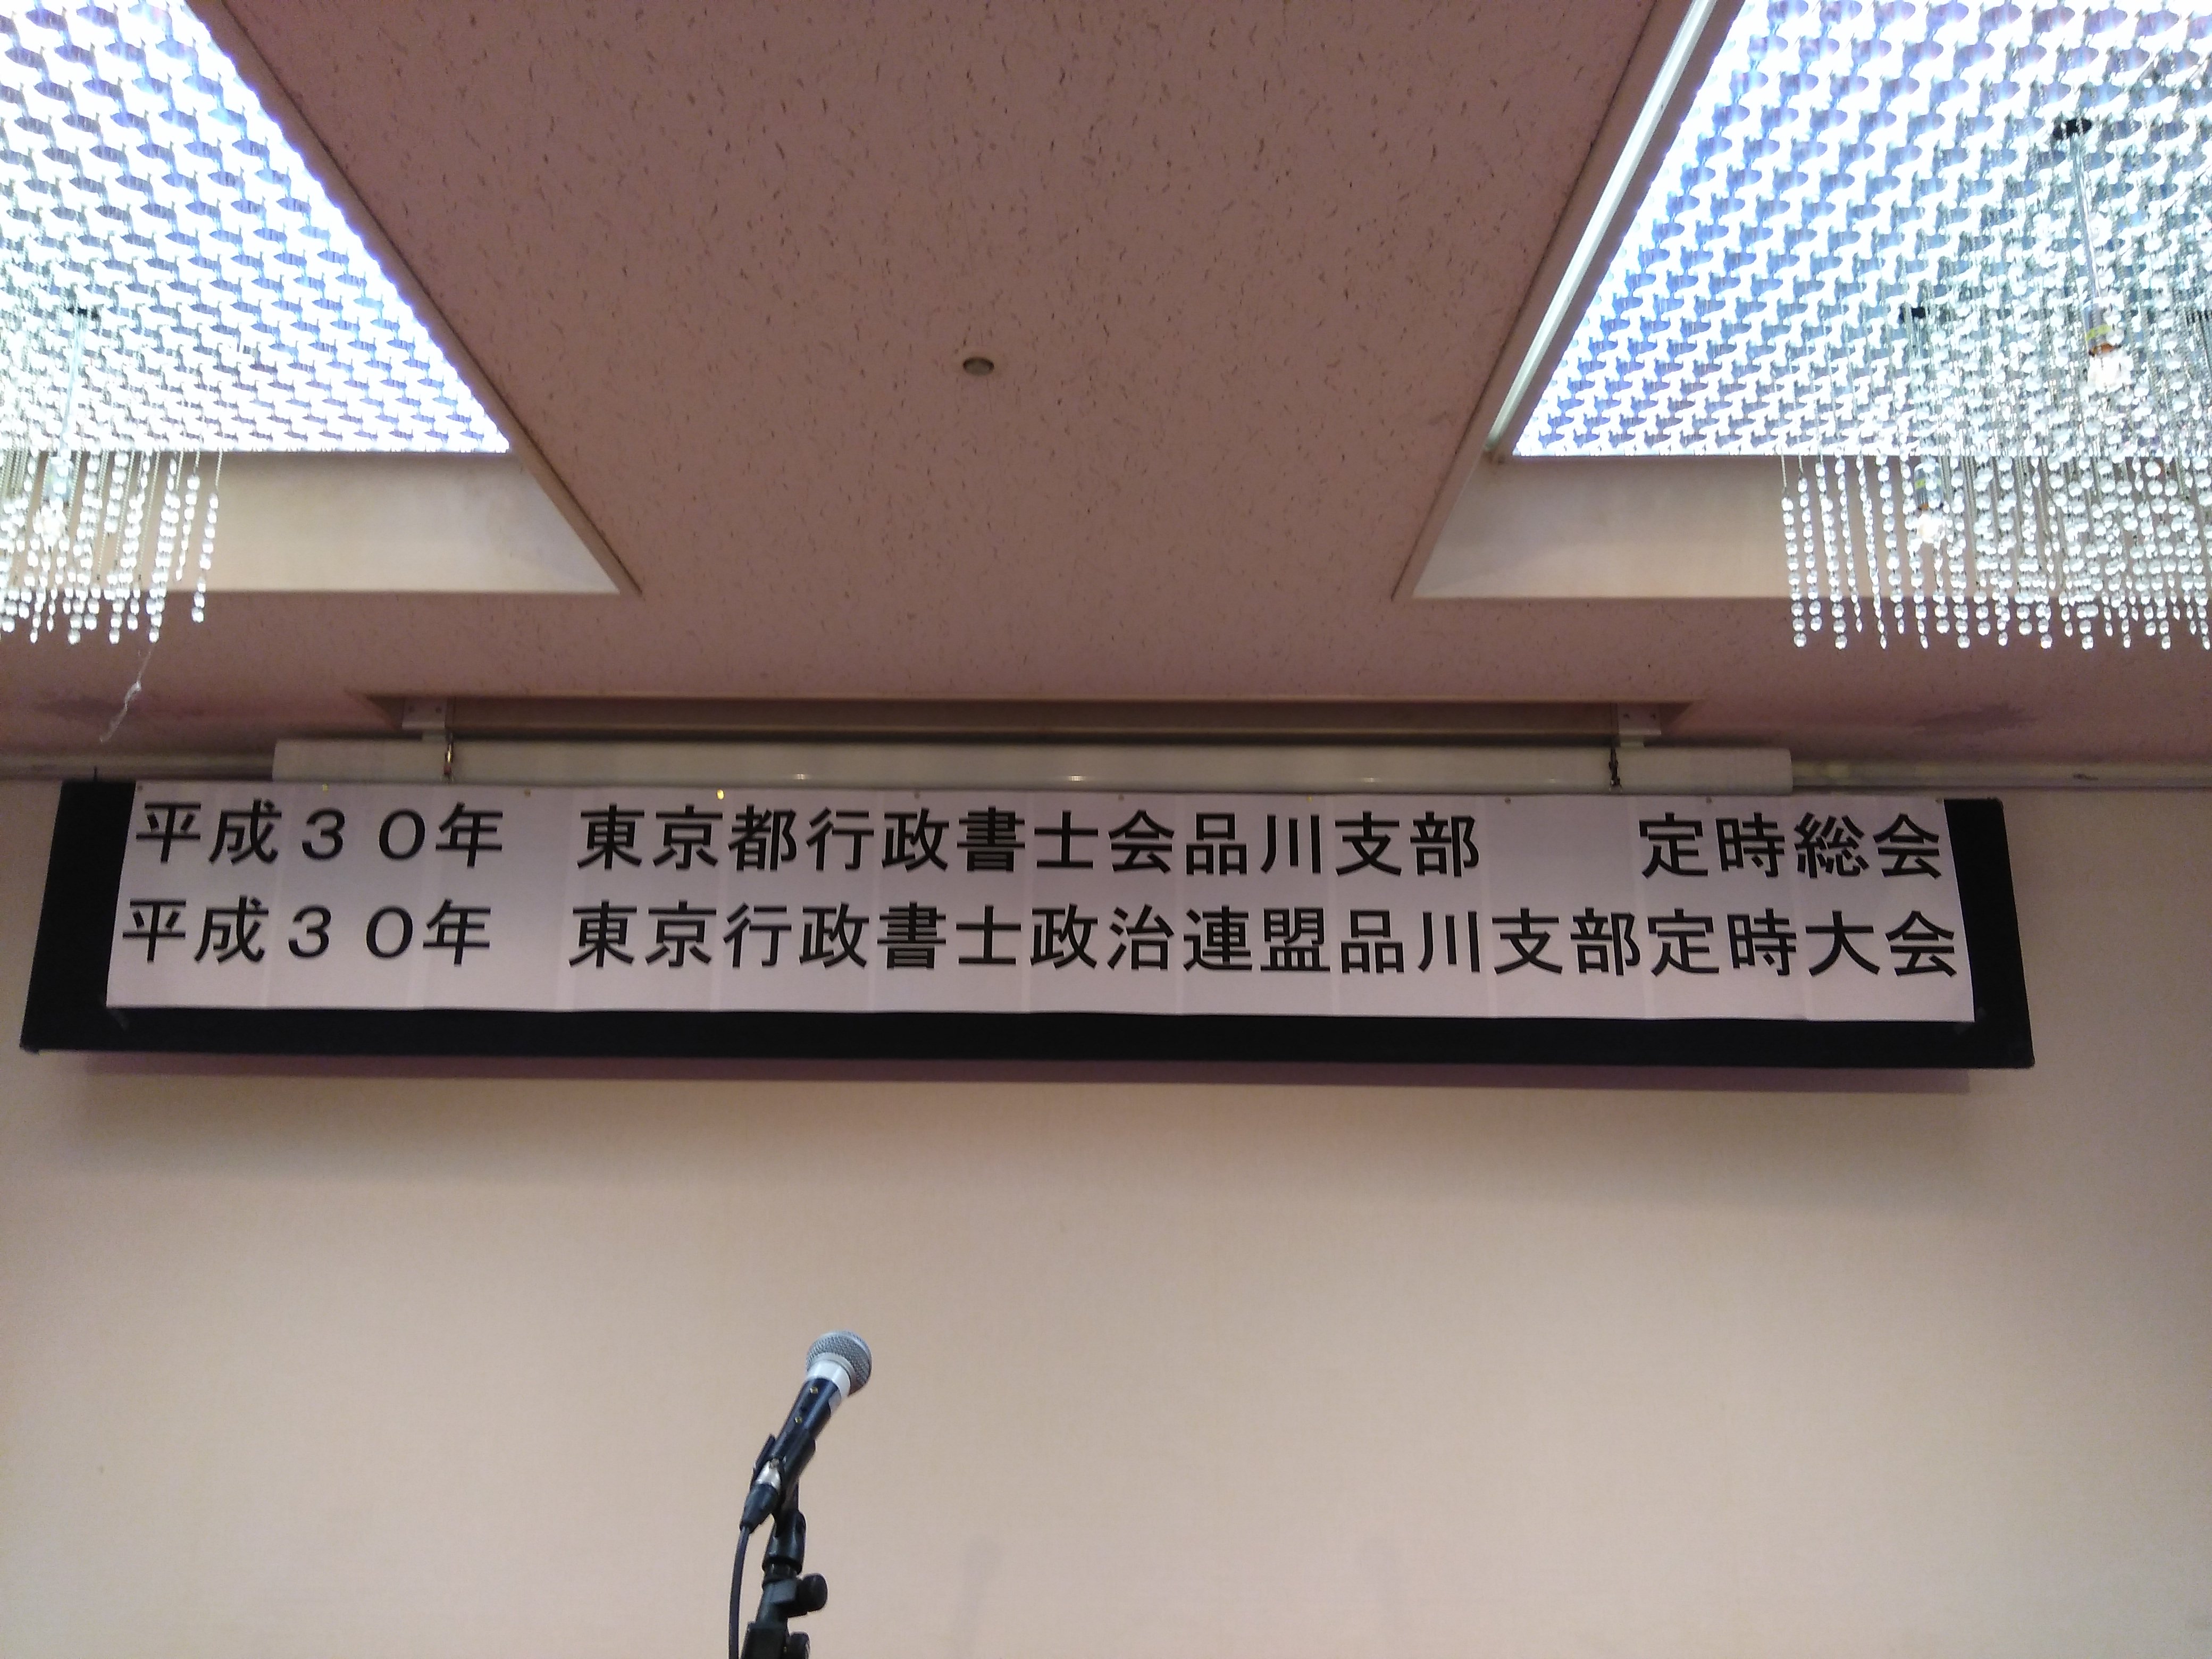 平成３０年　東京都行政書士会品川支部　　定時総会
平成３０年　東京行政書士政治連盟品川支部定時大会